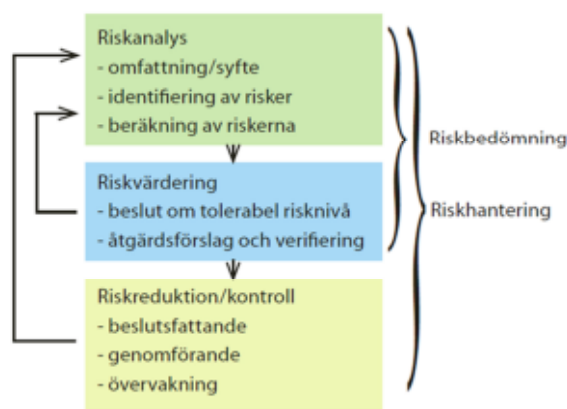 Riskanalys
- omfattning/syfte
- identifiering av risker
- beräkning av riskerna
Riskvärdering
- beslut om tolerabel risknivå
- åtgärdsförslag och verifiering
Riskreduktion/kontroll
- beslutsfattande
- genomförande
- övervakning
Riskbedömning
Riskhantering